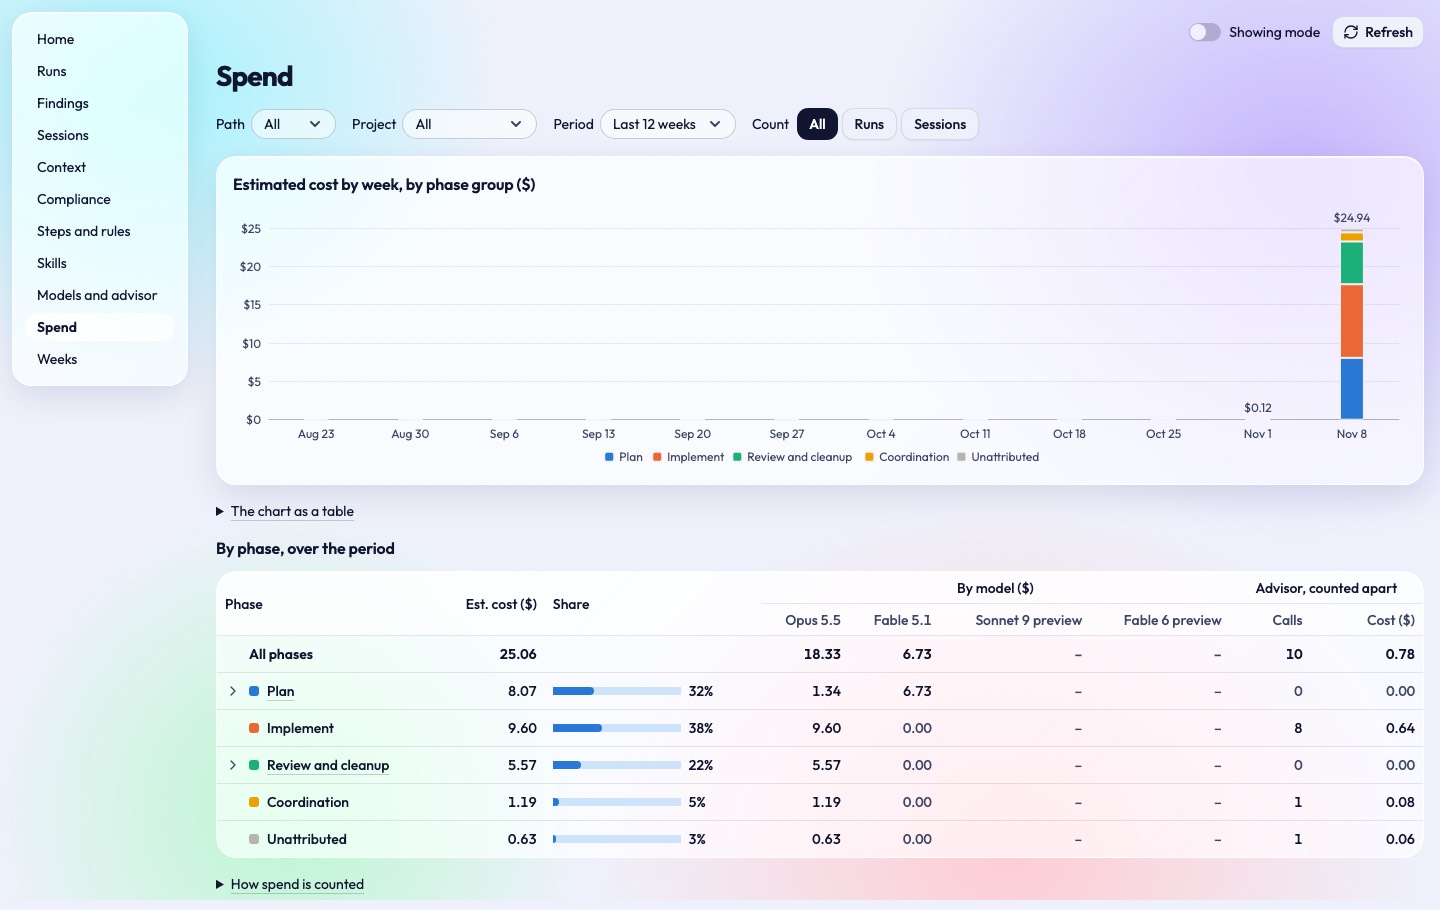 Home
Runs
Findings
Sessions
Context
Compliance
Steps and rules
Skills
Models and advisor
Spend
Weeks
Showing mode
Refresh
Spend
Path All Project All Period Last 12 weeks Count All Runs Sessions
Estimated cost by week, by phase group ($)
$24.94
$25
$20
$15
$10
$5
$0.12
$0
Aug 23 Aug 30 Sep 6 Sep 13 Sep 20 Sep 27 Oct 4 Oct 11 Oct 18 Oct 25 Nov 1 Nov 8
Plan Implement Review and cleanup Coordination Unattributed
The chart as a table
By phase, over the period
By model ($) Advisor, counted apart
Phase Est. cost ($) Share
Opus 5.5 Fable 5.1 Sonnet 9 preview Fable 6 preview Calls Cost ($)
All phases 25.06 18.33 6.73 – – 10 0.78
Plan 8.07 32% 1.34 6.73 – – 0 0.00
Implement 9.60 38% 9.60 0.00 – – 8 0.64
Review and cleanup 5.57 22% 5.57 0.00 – – 0 0.00
Coordination 1.19 5% 1.19 0.00 – – 1 0.08
Unattributed 0.63 3% 0.63 0.00 – – 1 0.06
How spend is counted